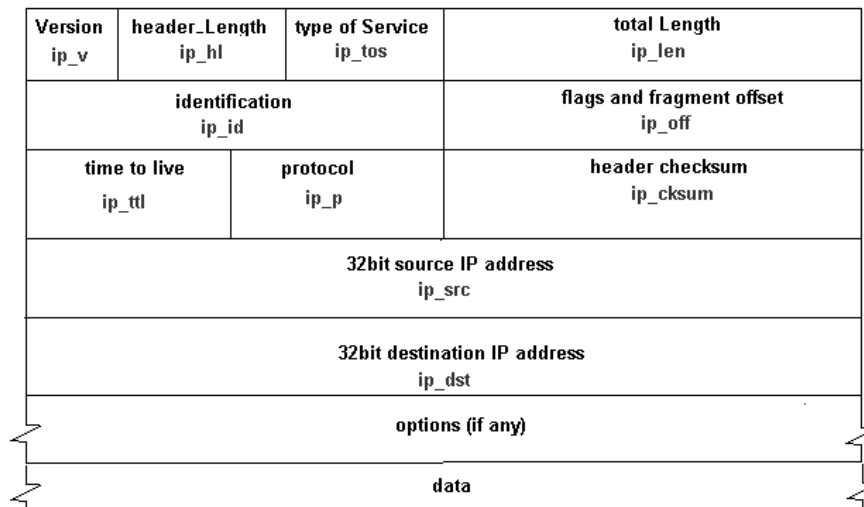 Version header_Length type of Service total Length
ip_v ip_hl ip_tos ip_len
identification flags and fragment offset
ip_id ip_off
time to live protocol header checksum
ip_ttl ip_p ip_cksum
32bit source IP address
ip_src
32bit destination IP address
ip_dst
options (if any)
data